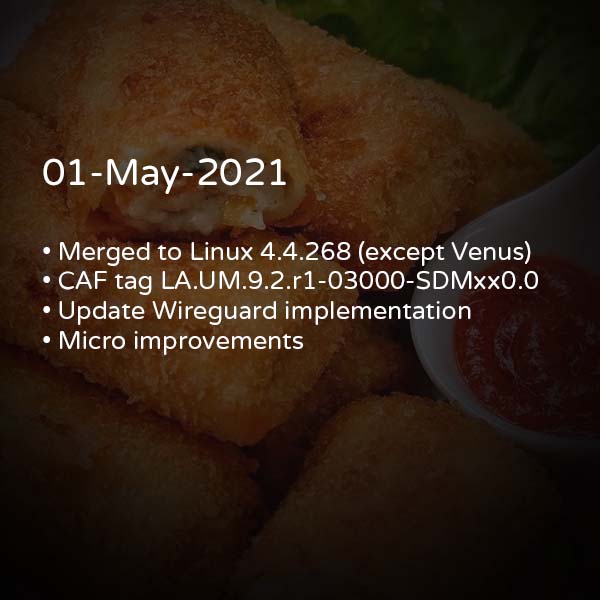 01-May-2021
• Merged to Linux 4.4.268 (except Venus)
• CAF tag LA.UM.9.2.r1-03000-SDMxx0.0
• Update Wireguard implementation
• Micro improvements